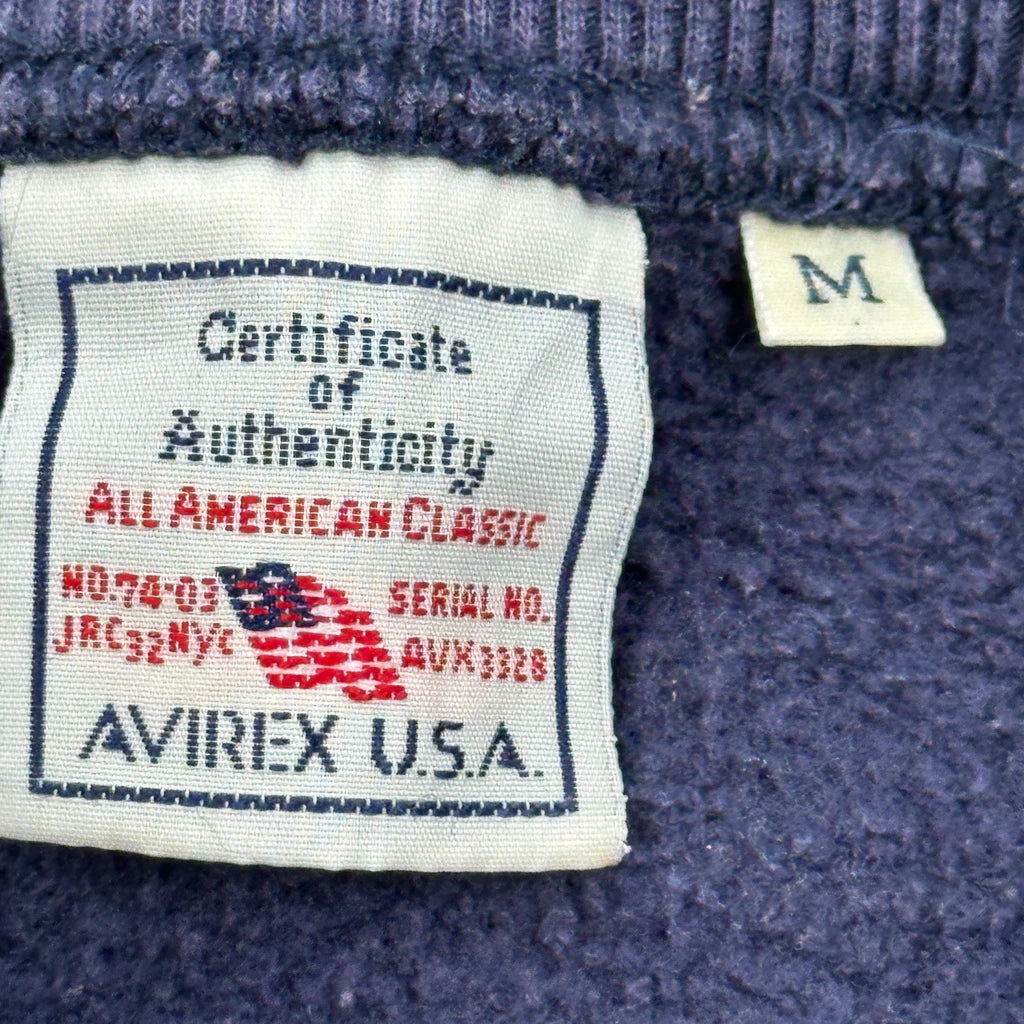 Certificate
of
Authenticity
ALL AMERICAN CLASSIC
NO-74-03
JRC32NYC
SERIAL NO.
AVX3328
AVIREX U.S.A.
M